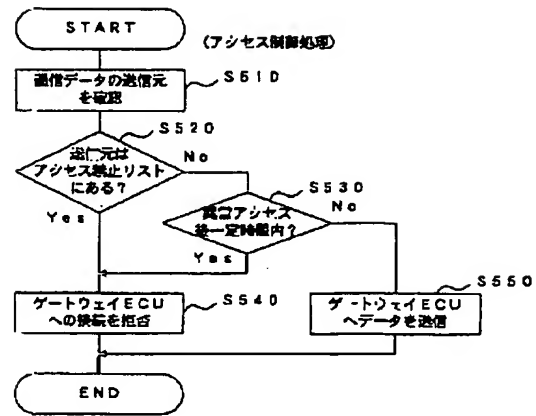 START
(アクセス制御処理)
通信データの送信元
を確認
S510
S520
送信元は
アクセス禁止リスト
にある?
No
Yes
S530
異常アクセス
後一定時間内?
No
Yes
S540
ゲートウェイECU
への接続を拒否
S550
ゲートウェイECU
へデータを送信
END